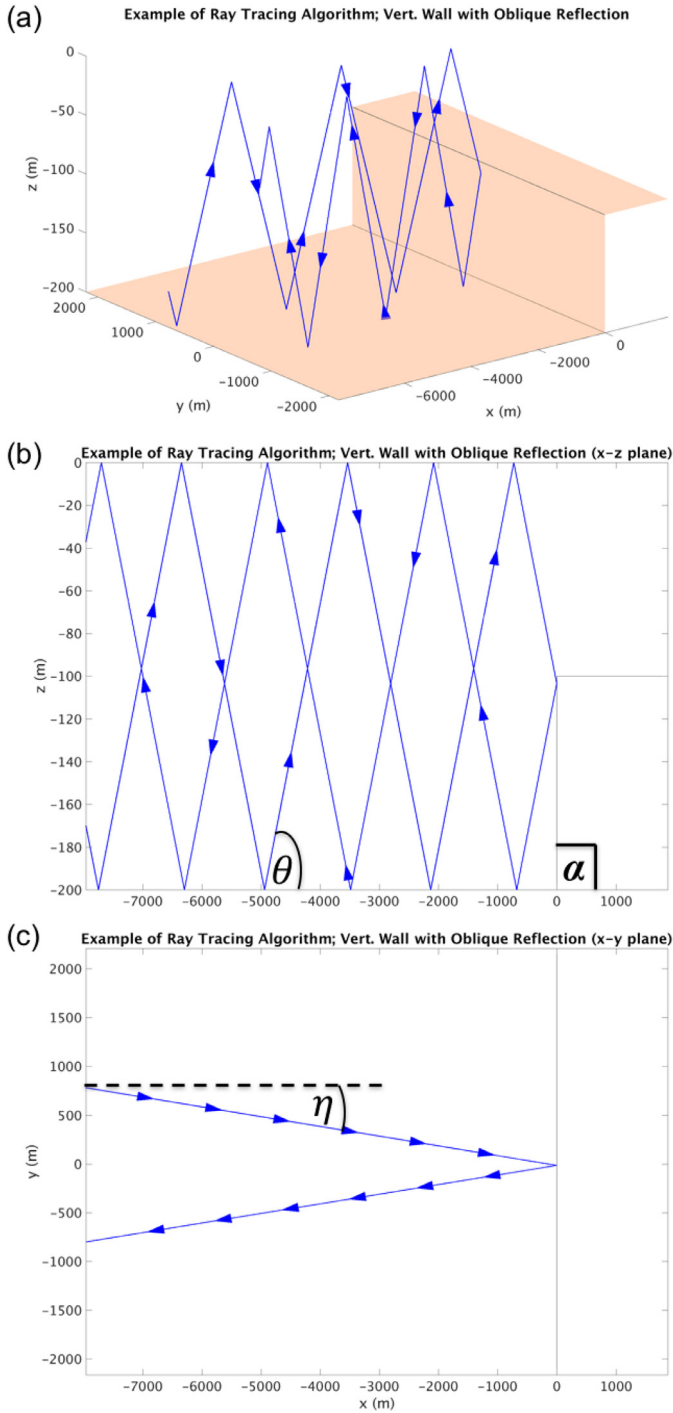 (a)
Example of Ray Tracing Algorithm; Vert. Wall with Oblique Reflection
0
−50
−100
−150
−200
z (m)
2000
1000
0
−1000
−2000
y (m)
−6000
−4000
−2000
0
x (m)
(b)
Example of Ray Tracing Algorithm; Vert. Wall with Oblique Reflection (x−z plane)
0
−20
−40
−60
−80
−100
−120
−140
−160
−180
−200
z (m)
θ
α
−7000 −6000 −5000 −4000 −3000 −2000 −1000 0 1000
(c)
Example of Ray Tracing Algorithm; Vert. Wall with Oblique Reflection (x−y plane)
2000
1500
1000
500
0
−500
−1000
−1500
−2000
y (m)
η
−7000 −6000 −5000 −4000 −3000 −2000 −1000 0 1000
x (m)